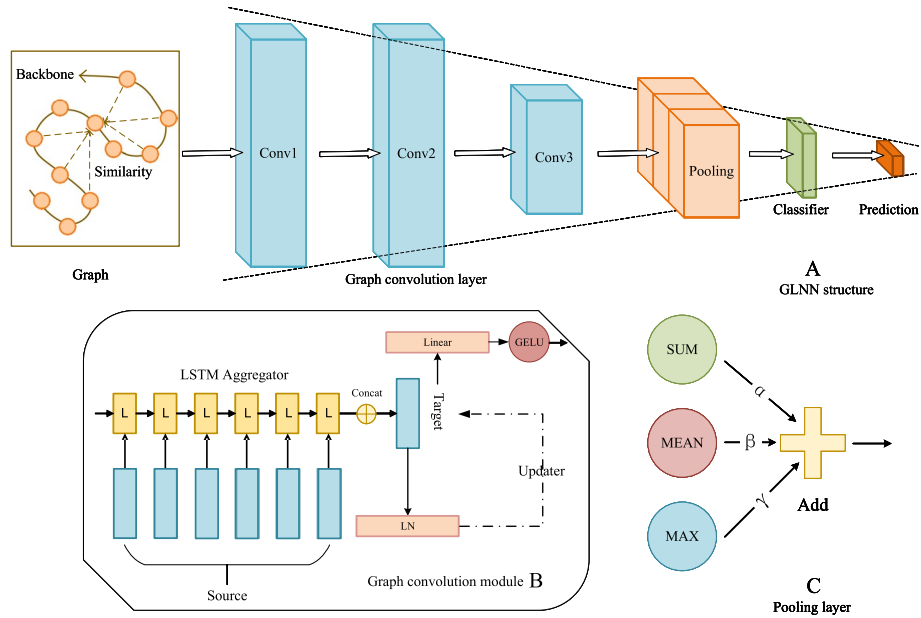 Backbone
Similarity
Graph
Conv1
Conv2
Conv3
Pooling
Classifier
Prediction
Graph convolution layer
A
GLNN structure
LSTM Aggregator
L
L
L
L
L
L
Concat
Linear
GELU
Target
Updater
LN
Source
Graph convolution module B
SUM
MEAN
MAX
α
β
γ
Add
C
Pooling layer